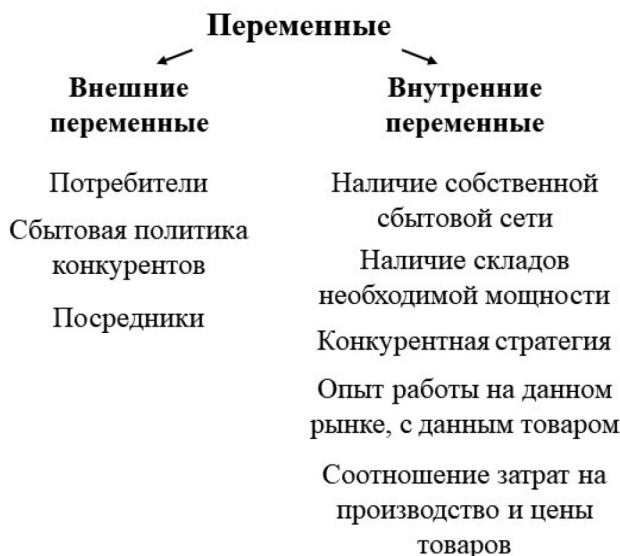 Переменные
Внешние
переменные
Потребители
Сбытовая политика
конкурентов
Посредники
Внутренние
переменные
Наличие собственной
сбытовой сети
Наличие складов
необходимой мощности
Конкурентная стратегия
Опыт работы на данном
рынке, с данным товаром
Соотношение затрат на
производство и цены
товаров